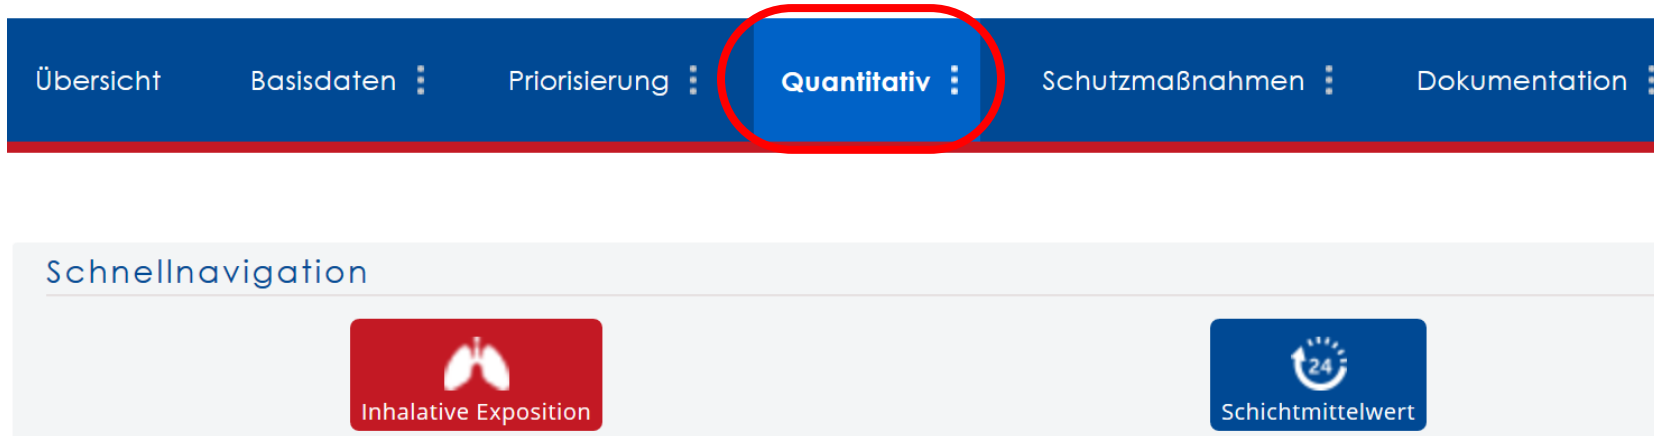 Übersicht Basisdaten Priorisierung Quantitativ Schutzmaßnahmen Dokumentation
Schnellnavigation
24
Inhalative Exposition Schichtmittelwert